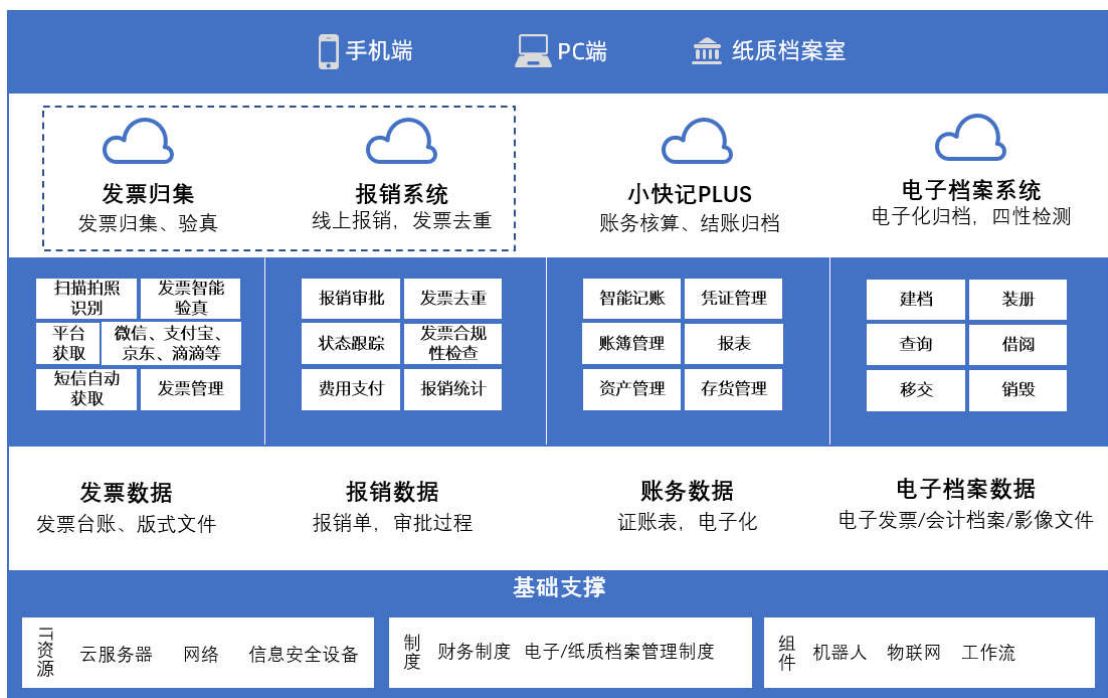 手机端 PC端 纸质档案室
发票归集 报销系统 小快记PLUS 电子档案系统
发票归集、验真 线上报销，发票去重 账务核算、结账归档 电子化归档，四性检测
扫描拍照
识别
发票智能
验真
平台
获取
微信、支付宝、
京东、滴滴等
短信自动
获取
发票管理
报销审批 发票去重
状态跟踪
发票合规
性检查
费用支付 报销统计
智能记账 凭证管理
账簿管理 报表
资产管理 存货管理
建档 装册
查询 借阅
移交 销毁
发票数据 报销数据 账务数据 电子档案数据
发票台账、版式文件 报销单，审批过程 证账表，电子化 电子发票/会计档案/影像文件
基础支撑
IT资源 云服务器 网络 信息安全设备
制度 财务制度 电子/纸质档案管理制度
组件 机器人 物联网 工作流